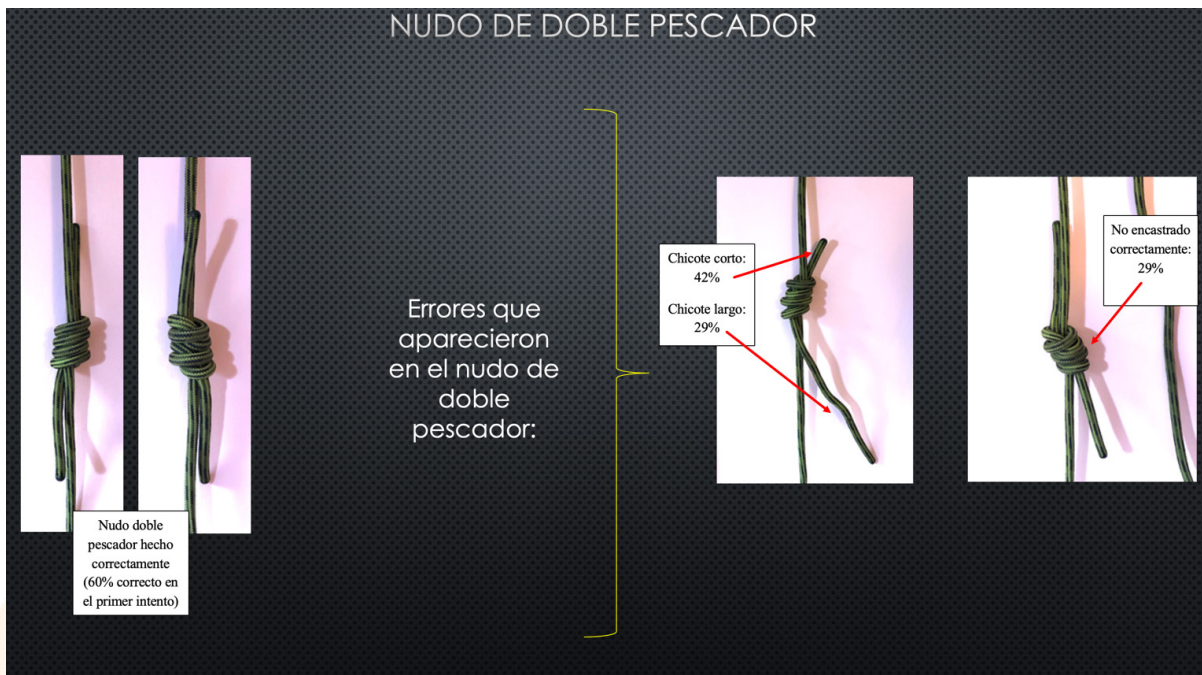 NUDO DE DOBLE PESCADOR
Nudo doble
pescador hecho
correctamente
(60% correcto en
el primer intento)
Errores que
aparecieron
en el nudo de
doble
pescador:
Chicote corto:
42%
Chicote largo:
29%
No encastrado
correctamente:
29%